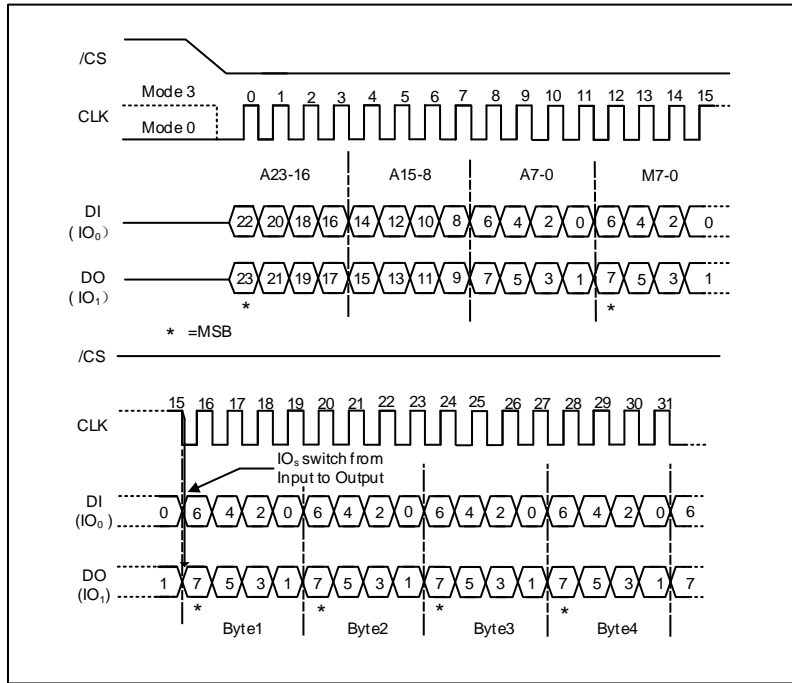 /CS
Mode 3
CLK
Mode 0
0 1 2 3 4 5 6 7 8 9 10 11 12 13 14 15
A23-16 A15-8 A7-0 M7-0
DI
( IO0)
22 20 18 16 14 12 10 8 6 4 2 0 6 4 2 0
DO
( IO1)
23 21 19 17 15 13 11 9 7 5 3 1 7 5 3 1
* *
* =MSB
/CS
15 16 17 18 19 20 21 22 23 24 25 26 27 28 29 30 31
CLK
IOs switch from
Input to Output
DI
(IO0)
0 6 4 2 0 6 4 2 0 6 4 2 0 6 4 2 0 6
DO
(IO1)
1 7 5 3 1 7 5 3 1 7 5 3 1 7 5 3 1 7
* * * *
Byte1 Byte2 Byte3 Byte4